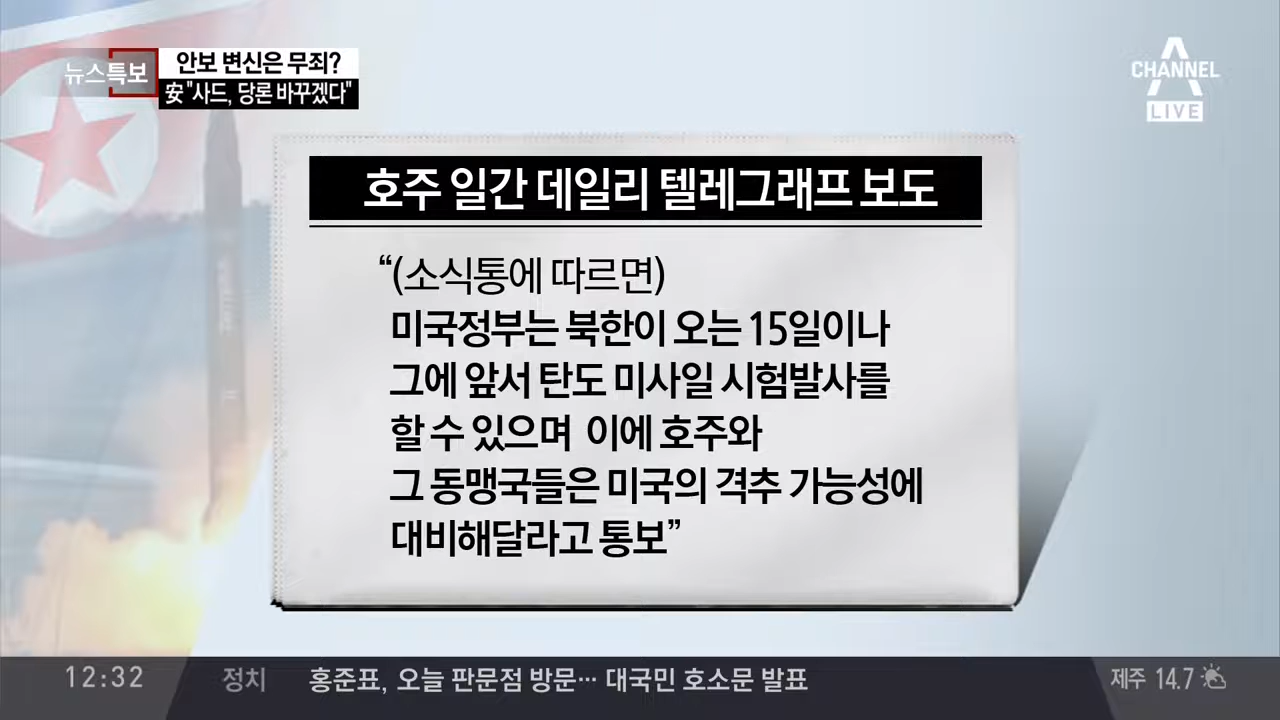 뉴스특보
안보 변신은 무죄?
安 "사드, 당론 바꾸겠다"
CHANNEL A
LIVE
호주 일간 데일리 텔레그래프 보도
“(소식통에 따르면)
미국정부는 북한이 오는 15일이나
그에 앞서 탄도 미사일 시험발사를
할 수 있으며 이에 호주와
그 동맹국들은 미국의 격추 가능성에
대비해달라고 통보”
12:32 정치 홍준표, 오늘 판문점 방문… 대국민 호소문 발표 제주 14.7